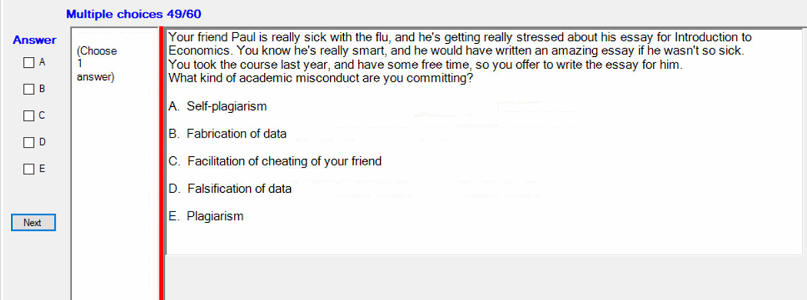 Multiple choices 49/60
Answer
A
B
C
D
E
Next
(Choose
1
answer)
Your friend Paul is really sick with the flu, and he's getting really stressed about his essay for Introduction to
Economics. You know he's really smart, and he would have written an amazing essay if he wasn't so sick.
You took the course last year, and have some free time, so you offer to write the essay for him.
What kind of academic misconduct are you committing?
A. Self-plagiarism
B. Fabrication of data
C. Facilitation of cheating of your friend
D. Falsification of data
E. Plagiarism